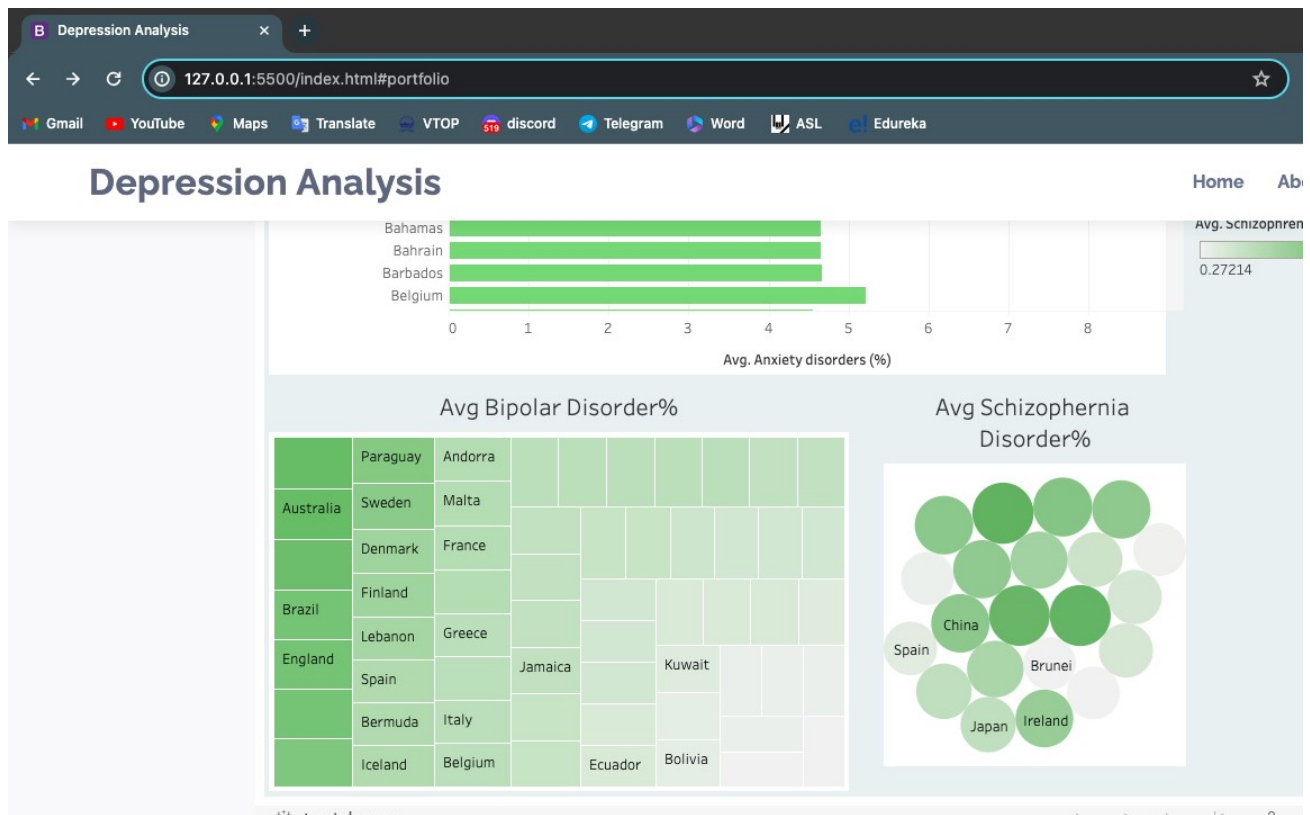 B Depression Analysis × +
127.0.0.1:5500/index.html#portfolio
Gmail YouTube Maps Translate VTOP 519 discord Telegram Word ASL e! Edureka
Depression Analysis
Home
Bahamas
Bahrain
Barbados
Belgium
0 1 2 3 4 5 6 7 8
Avg. Anxiety disorders (%)
Avg. Schizophren
0.27214
Avg Bipolar Disorder%
Australia
Brazil
England
Paraguay
Sweden
Denmark
Finland
Lebanon
Spain
Bermuda
Iceland
Andorra
Malta
France
Greece
Italy
Belgium
Jamaica
Ecuador
Kuwait
Bolivia
Avg Schizophernia
Disorder%
China
Spain
Brunei
Japan
Ireland